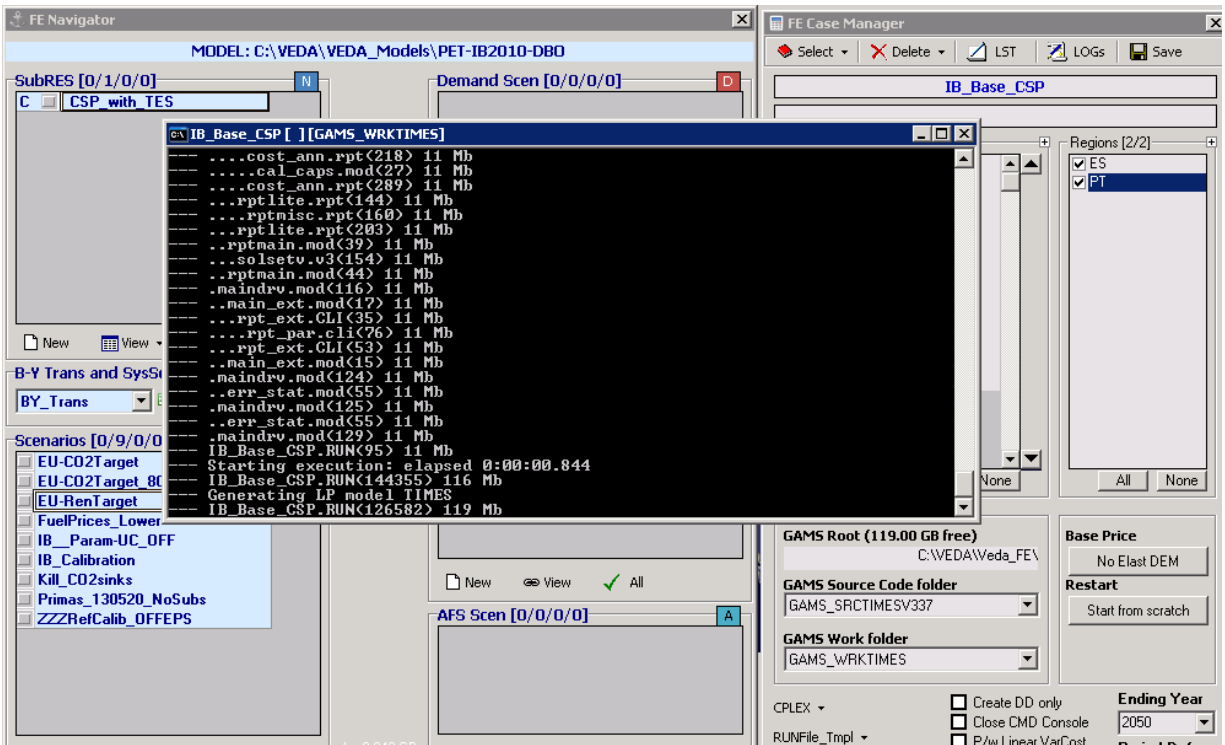 FE Navigator
MODEL: C:\VEDA\VEDA_Models\PET-IB2010-DBO
SubRES [0/1/0/0]
N
C CSP_with_TES
Demand Scen [0/0/0/0]
D
New
View
B-Y Trans and SysSe
BY_Trans
Scenarios [0/9/0/0
EU-CO2Target
EU-CO2Target_80
EU-RenTarget
FuelPrices_Lower
IB__Param-UC_OFF
IB_Calibration
Kill_CO2sinks
Primas_130520_NoSubs
ZZZRefCalib_OFFEPS
IB_Base_CSP [ ][GAMS_WRKTIMES]
--- ....cost_ann.rpt(218) 11 Mb
--- .....cal_caps.mod(27) 11 Mb
--- ....cost_ann.rpt(289) 11 Mb
--- ...rptlite.rpt(144) 11 Mb
--- ....rptmisc.rpt(160) 11 Mb
--- ...rptlite.rpt(203) 11 Mb
--- ..rptmain.mod(39) 11 Mb
--- ...solsetv.v3(154) 11 Mb
--- ..rptmain.mod(44) 11 Mb
--- .maindrv.mod(116) 11 Mb
--- ..main_ext.mod(17) 11 Mb
--- ...rpt_ext.CLI(35) 11 Mb
--- ....rpt_par.cli(76) 11 Mb
--- ...rpt_ext.CLI(53) 11 Mb
--- ..main_ext.mod(15) 11 Mb
--- .maindrv.mod(124) 11 Mb
--- ..err_stat.mod(55) 11 Mb
--- .maindrv.mod(125) 11 Mb
--- ..err_stat.mod(55) 11 Mb
--- .maindrv.mod(129) 11 Mb
--- IB_Base_CSP.RUN(95) 11 Mb
--- Starting execution: elapsed 0:00:00.844
--- IB_Base_CSP.RUN(144355) 116 Mb
--- Generating LP model TIMES
--- IB_Base_CSP.RUN(126582) 119 Mb
New
View
All
AFS Scen [0/0/0/0]
A
FE Case Manager
Select
Delete
LST
LOGs
Save
IB_Base_CSP
Regions [2/2]
ES
PT
None
All
None
GAMS Root (119.00 GB free)
C:\VEDA\Veda_FE\
GAMS Source Code folder
GAMS_SRCTIMESV337
GAMS Work folder
GAMS_WRKTIMES
Base Price
No Elast DEM
Restart
Start from scratch
CPLEX
RUNFile_Tmpl
Create DD only
Close CMD Console
P/w Linear VarCost
Ending Year
2050